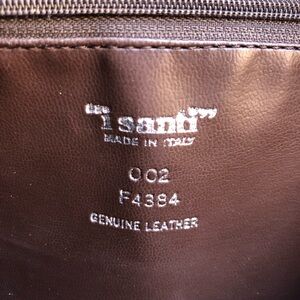 "I santi"
MADE IN ITALY
002
F4384
GENUINE LEATHER